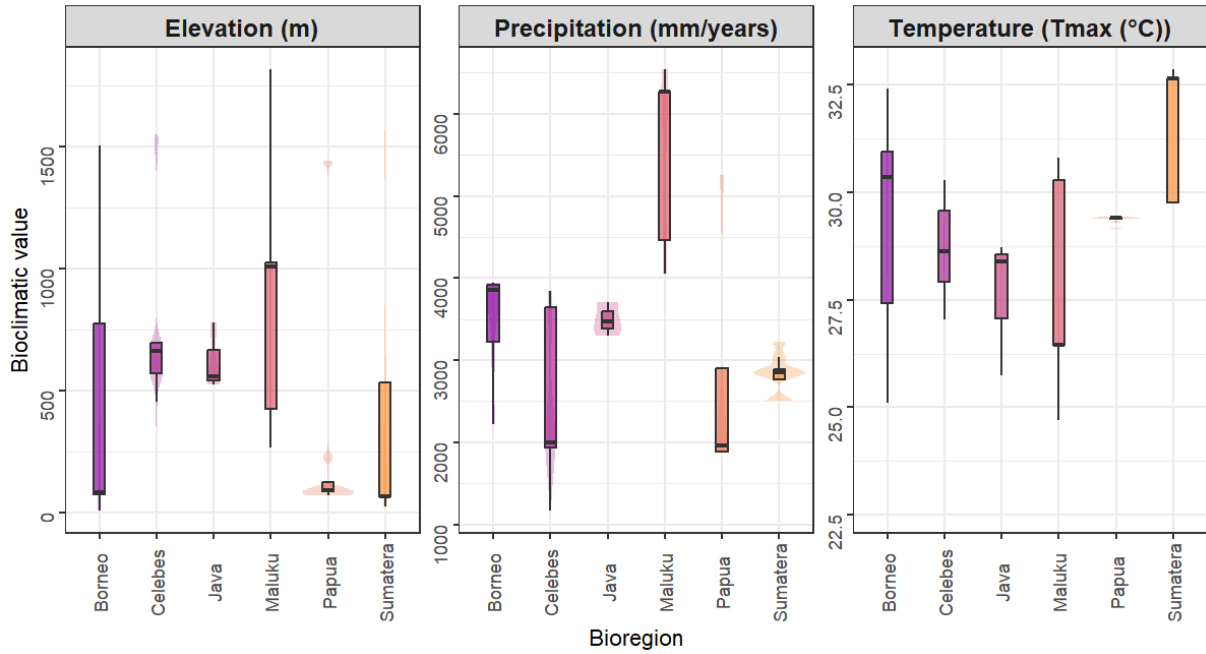 Elevation (m)
Precipitation (mm/years)
Temperature (Tmax (°C))
Bioclimatic value
0
500
1000
1500
1000
2000
3000
4000
5000
6000
22.5
25.0
27.5
30.0
32.5
Borneo
Celebes
Java
Maluku
Papua
Sumatera
Borneo
Celebes
Java
Maluku
Papua
Sumatera
Borneo
Celebes
Java
Maluku
Papua
Sumatera
Bioregion